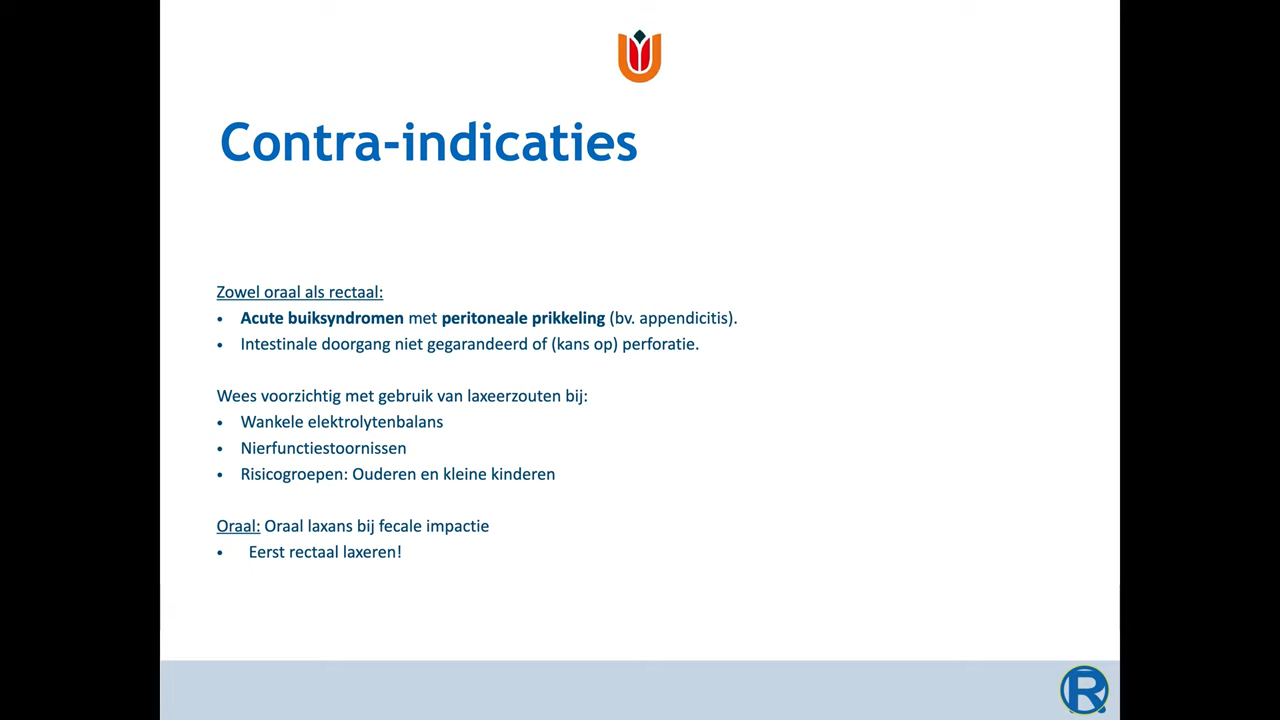 Contra-indicaties
Zowel oraal als rectaal:
• Acute buiksyndromen met peritoneale prikkeling (bv. appendicitis).
• Intestinale doorgang niet gegarandeerd of (kans op) perforatie.
Wees voorzichtig met gebruik van laxeerzouten bij:
• Wankele elektrolytenbalans
• Nierfunctiestoornissen
• Risicogroepen: Ouderen en kleine kinderen
Oraal: Oraal laxans bij fecale impactie
• Eerst rectaal laxeren!
R